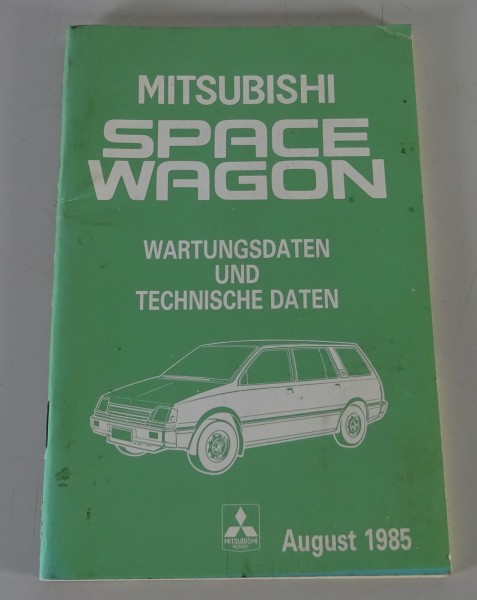 MITSUBISHI
SPACE
WAGON
WARTUNGSDATEN
UND
TECHNISCHE DATEN
MITSUBISHI
MOTORS
August 1985